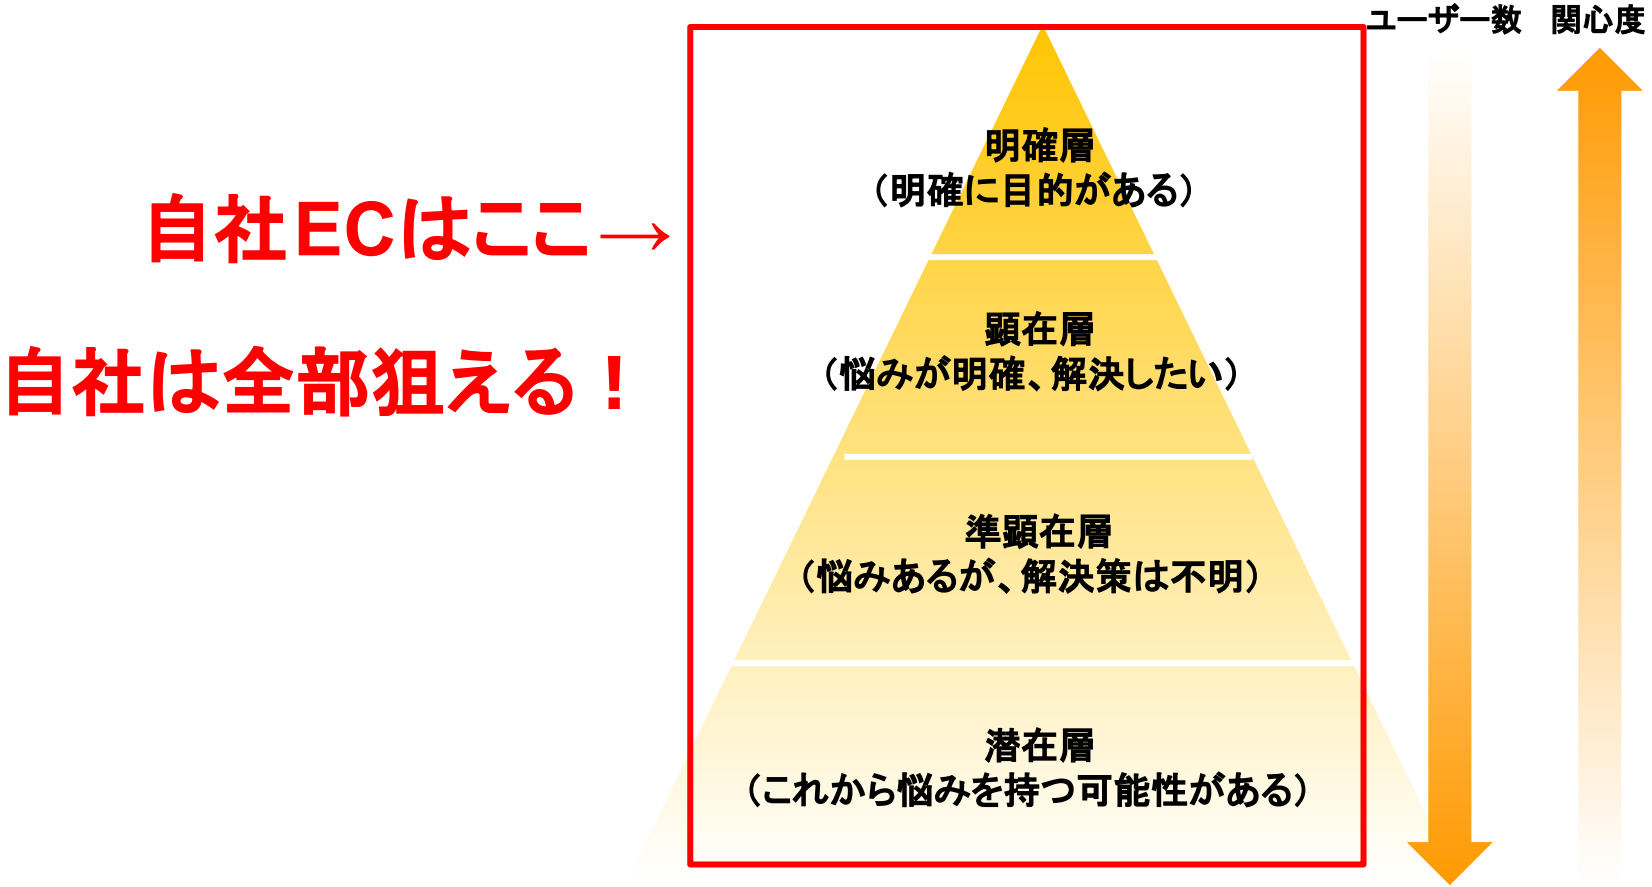 ユーザー数 関心度
明確層
（明確に目的がある）
自社ECはここ→
顕在層
（悩みが明確、解決したい）
自社は全部狙える！
準顕在層
（悩みあるが、解決策は不明）
潜在層
（これから悩みを持つ可能性がある）